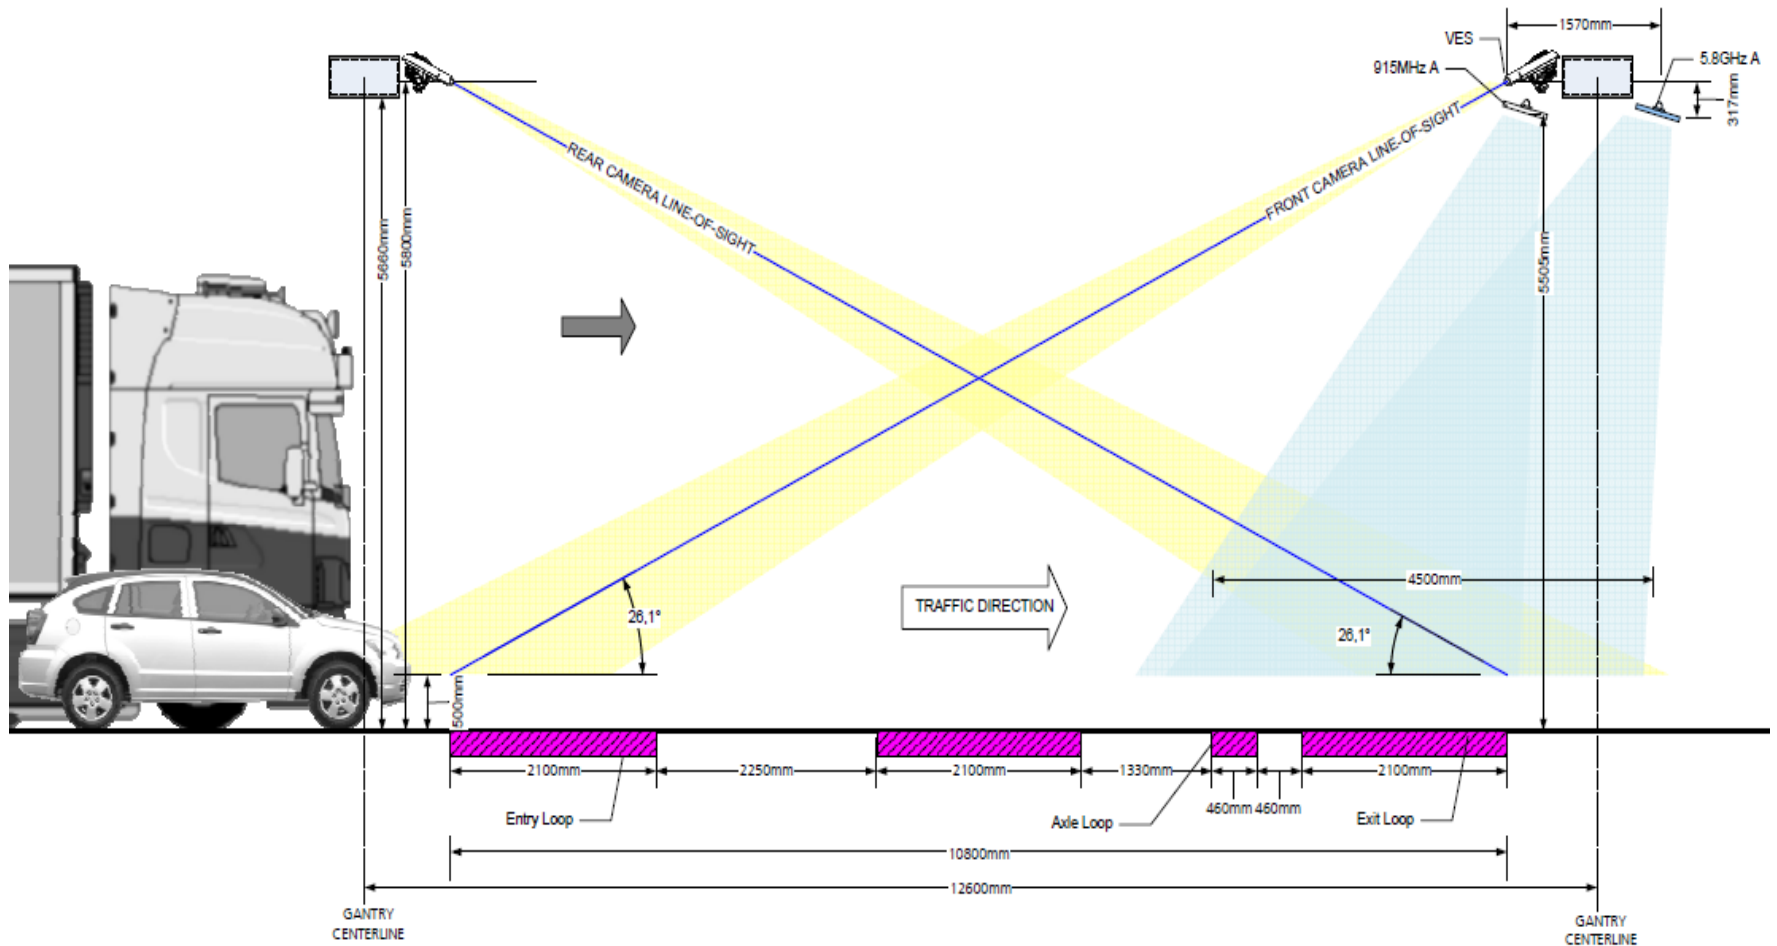 1570mm
VES
915MHz A
5.8GHz A
317mm
REAR CAMERA LINE-OF-SIGHT
FRONT CAMERA LINE-OF-SIGHT
5660mm
5800mm
5505mm
26,1°
TRAFFIC DIRECTION
4500mm
26,1°
500mm
2100mm
2250mm
2100mm
1330mm
460mm
460mm
2100mm
Entry Loop
Axle Loop
Exit Loop
10800mm
12600mm
GANTRY
CENTERLINE
GANTRY
CENTERLINE